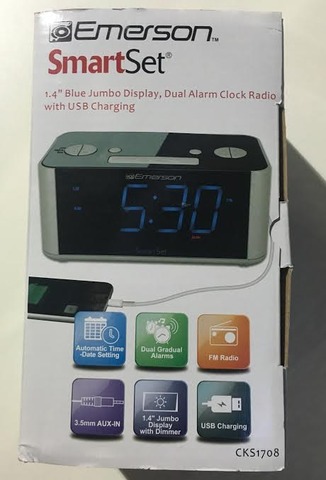 Emerson™
SmartSet®
1.4" Blue Jumbo Display, Dual Alarm Clock Radio
with USB Charging
Emerson
5:30
SmartSet
Automatic Time
-Date Setting
Dual Gradual
Alarms
FM Radio
3.5mm AUX-IN
1.4" Jumbo
Display
with Dimmer
USB Charging
CKS1708